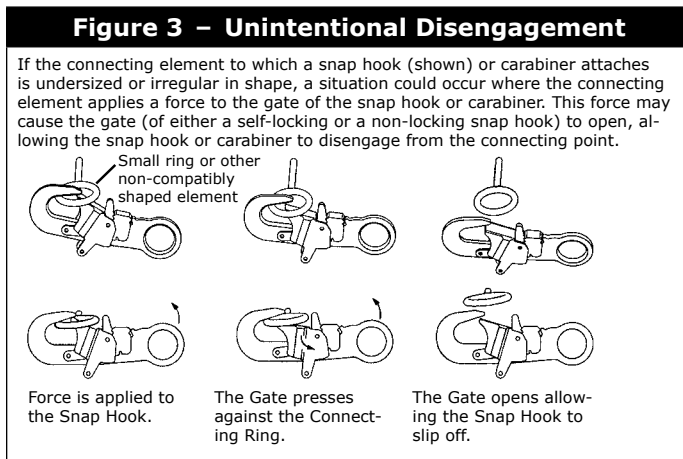 Figure 3 – Unintentional Disengagement
If the connecting element to which a snap hook (shown) or carabiner attaches
is undersized or irregular in shape, a situation could occur where the connecting
element applies a force to the gate of the snap hook or carabiner. This force may
cause the gate (of either a self-locking or a non-locking snap hook) to open, al-
lowing the snap hook or carabiner to disengage from the connecting point.
Small ring or other
non-compatibly
shaped element
Force is applied to
the Snap Hook.
The Gate presses
against the Connect-
ing Ring.
The Gate opens allow-
ing the Snap Hook to
slip off.